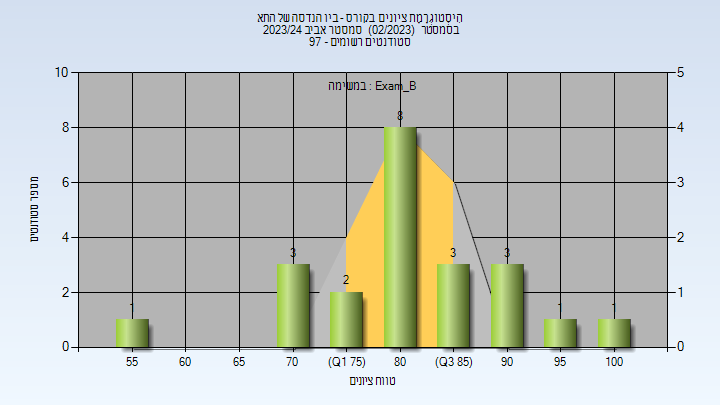 היסטוגרמת ציונים בקורס - ביו הנדסה של התא
בסמסטר (02/2023) סמסטר אביב 2023/24
סטודנטים רשומים - 97
במשימה : Exam_B
10
8
6
4
2
0
5
4
3
2
1
0
מספר סטודנטים
1
3
2
8
3
3
1
1
55 60 65 70 (Q1 75) 80 (Q3 85) 90 95 100
טווח ציונים